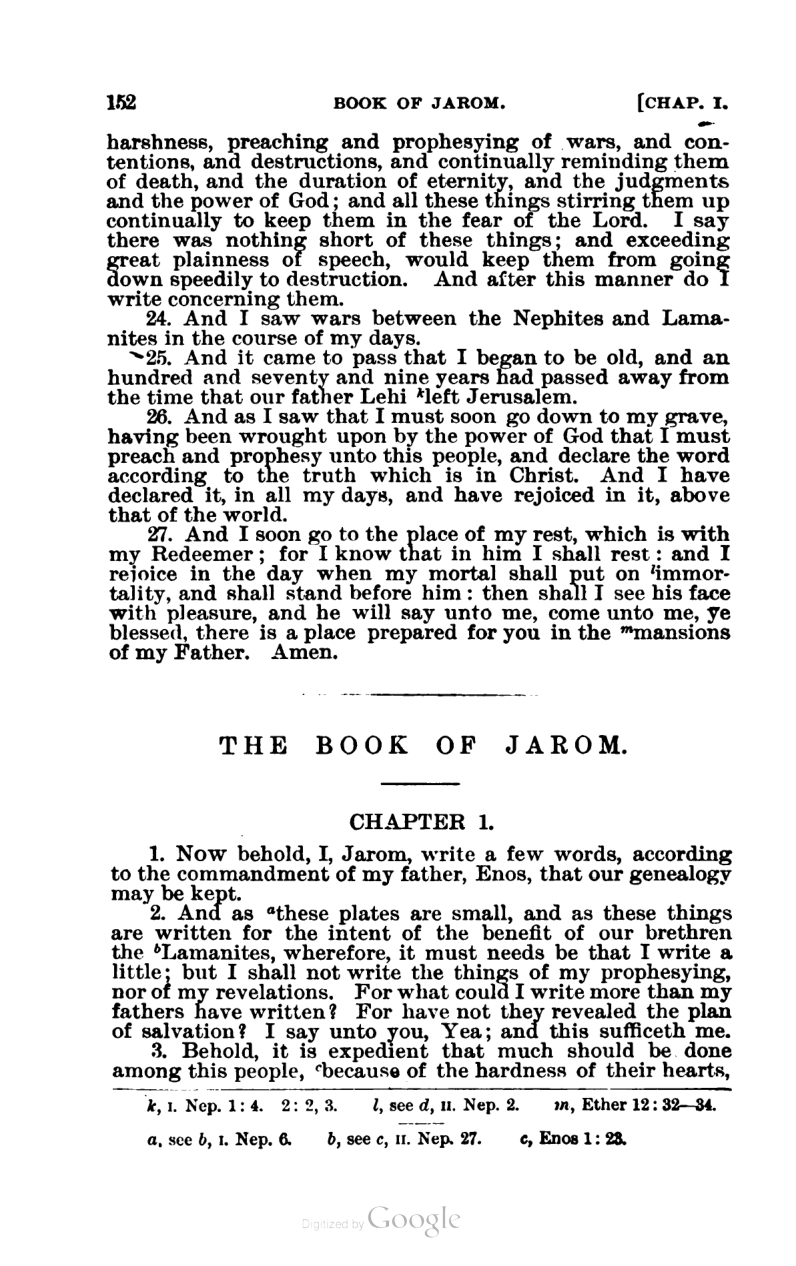 152 BOOK OF JAROM. [CHAP. I.
harshness, preaching and prophesying of wars, and con-
tentions, and destructions, and continually reminding them
of death, and the duration of eternity, and the judgments
and the power of God; and all these things stirring them up
continually to keep them in the fear of the Lord. I say
there was nothing short of these things; and exceeding
great plainness of speech, would keep them from going
down speedily to destruction. And after this manner do I
write concerning them.
24. And I saw wars between the Nephites and Lama-
nites in the course of my days.
25. And it came to pass that I began to be old, and an
hundred and seventy and nine years had passed away from
the time that our father Lehi ᵏleft Jerusalem.
26. And as I saw that I must soon go down to my grave,
having been wrought upon by the power of God that I must
preach and prophesy unto this people, and declare the word
according to the truth which is in Christ. And I have
declared it, in all my days, and have rejoiced in it, above
that of the world.
27. And I soon go to the place of my rest, which is with
my Redeemer; for I know that in him I shall rest: and I
rejoice in the day when my mortal shall put on ˡimmor-
tality, and shall stand before him: then shall I see his face
with pleasure, and he will say unto me, come unto me, ye
blessed, there is a place prepared for you in the ᵐmansions
of my Father. Amen.
THE BOOK OF JAROM.
CHAPTER 1.
1. Now behold, I, Jarom, write a few words, according
to the commandment of my father, Enos, that our genealogy
may be kept.
2. And as ᵃthese plates are small, and as these things
are written for the intent of the benefit of our brethren
the ᵇLamanites, wherefore, it must needs be that I write a
little; but I shall not write the things of my prophesying,
nor of my revelations. For what could I write more than my
fathers have written? For have not they revealed the plan
of salvation? I say unto you, Yea; and this sufficeth me.
3. Behold, it is expedient that much should be done
among this people, ᶜbecause of the hardness of their hearts,
k, I. Nep. 1: 4. 2: 2, 3. l, see d, II. Nep. 2. m, Ether 12: 32—34.
a, see b, I. Nep. 6. b, see c, II. Nep. 27. c, Enos 1: 23.
Digitized by Google